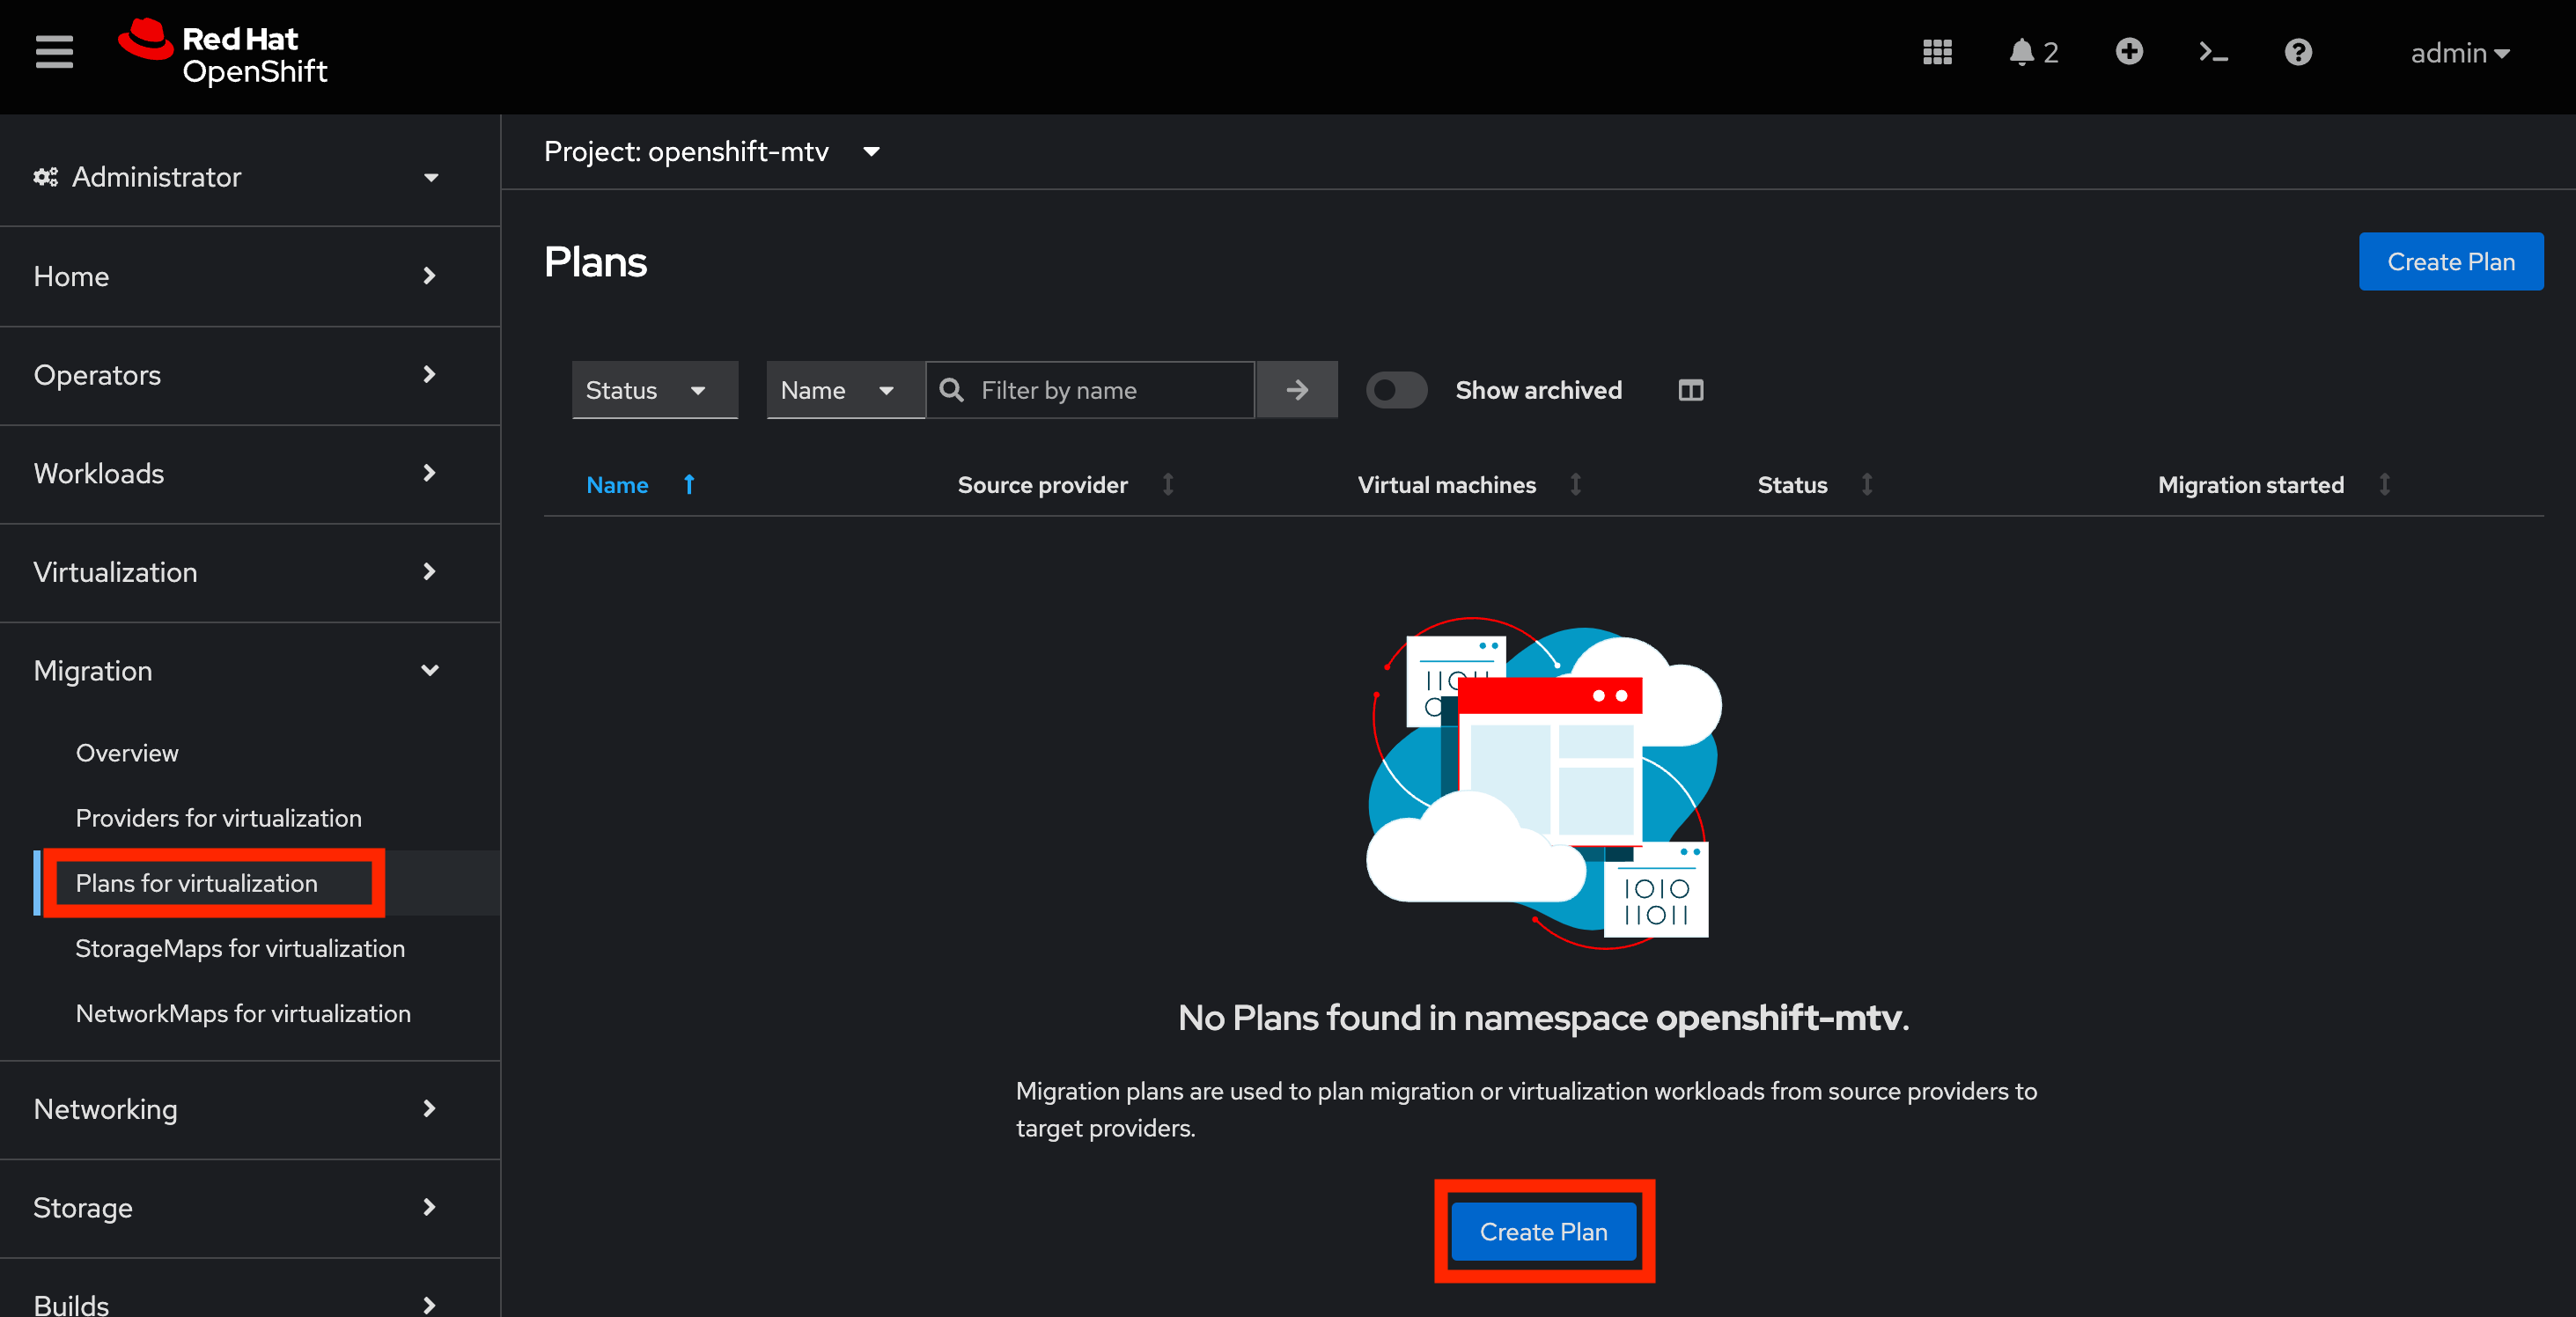 Red Hat
OpenShift
2
admin
Administrator
Home
Operators
Workloads
Virtualization
Migration
Overview
Providers for virtualization
Plans for virtualization
StorageMaps for virtualization
NetworkMaps for virtualization
Networking
Storage
Builds
Project: openshift-mtv
Plans
Create Plan
Status
Name
Filter by name
Show archived
Name
Source provider
Virtual machines
Status
Migration started
11011
1010
11011
No Plans found in namespace openshift-mtv.
Migration plans are used to plan migration or virtualization workloads from source providers to
target providers.
Create Plan